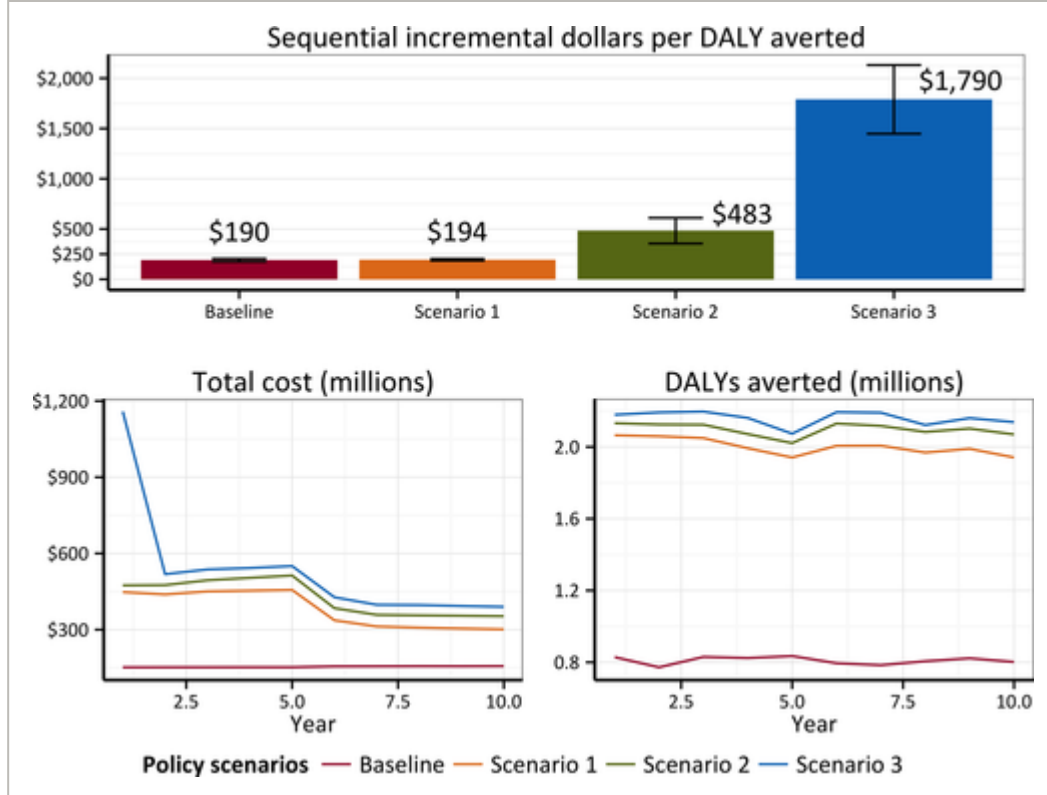 Sequential incremental dollars per DALY averted
$2,000
$1,500
$1,000
$500
$250
$0
$190
$194
$483
$1,790
Baseline
Scenario 1
Scenario 2
Scenario 3
Total cost (millions)
$1,200
$900
$600
$300
2.5
5.0
7.5
10.0
Year
DALYs averted (millions)
2.0
1.6
1.2
0.8
2.5
5.0
7.5
10.0
Year
Policy scenarios Baseline Scenario 1 Scenario 2 Scenario 3